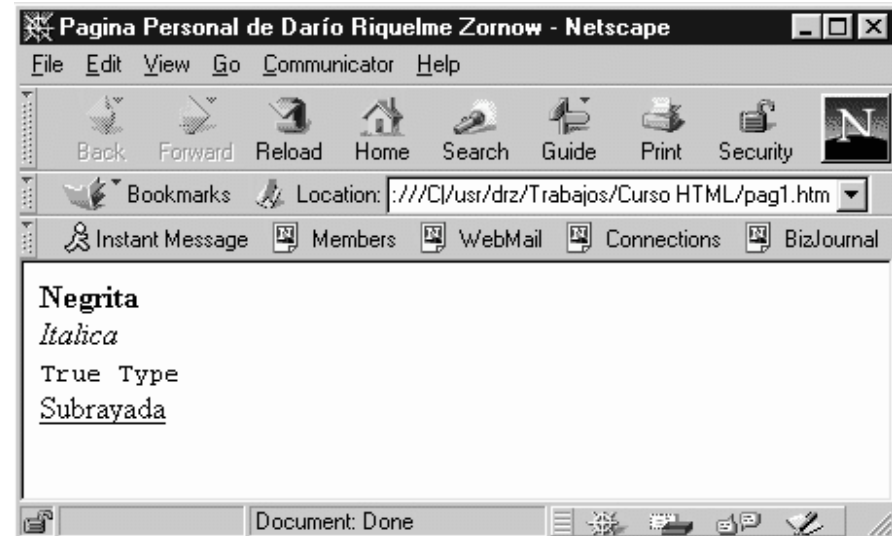 Pagina Personal de Darío Riquelme Zornow - Netscape
File Edit View Go Communicator Help
Back Forward Reload Home Search Guide Print Security N
Bookmarks Location: :///C|/usr/drz/Trabajos/Curso HTML/pag1.htm
Instant Message Members WebMail Connections BizJournal
Negrita
Italica
True Type
Subrayada
Document: Done